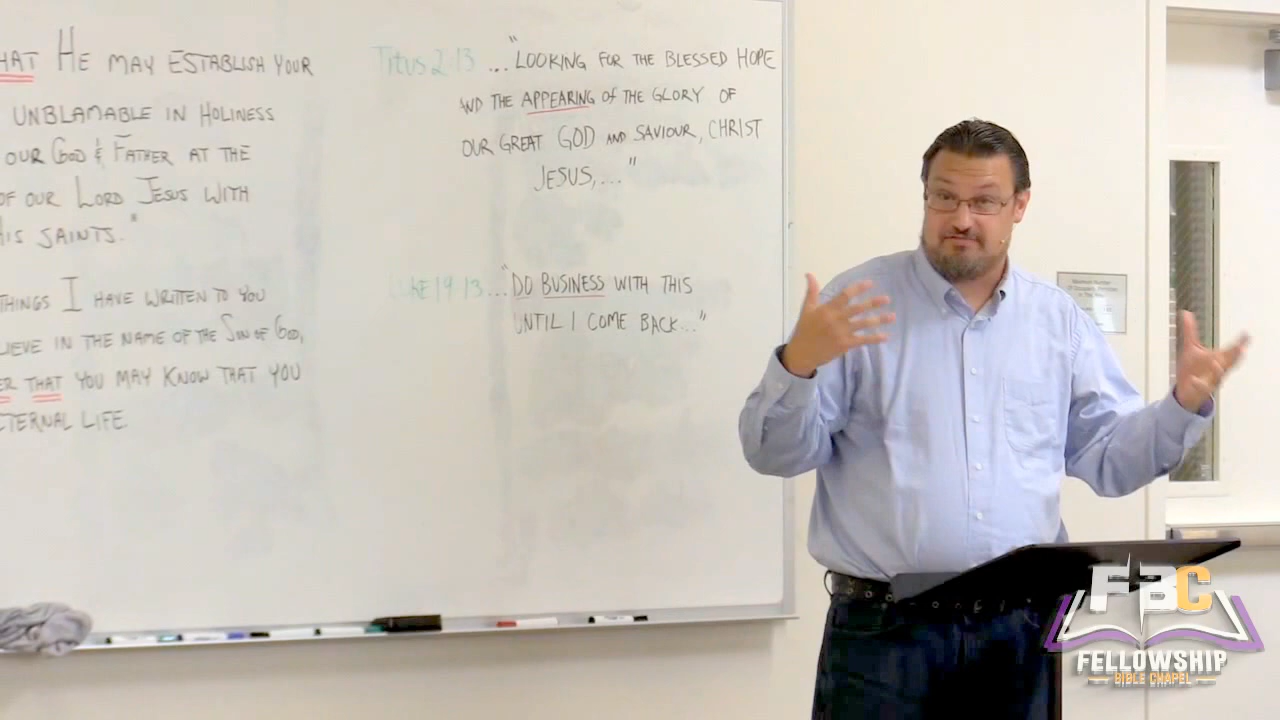 HAT HE MAY ESTABLISH YOUR
UNBLAMABLE IN HOLINESS
OUR GOD & FATHER AT THE
OF OUR LORD JESUS WITH
HIS SAINTS."
THINGS I HAVE WRITTEN TO YOU
LIEVE IN THE NAME OF THE SON OF GOD,
ER THAT YOU MAY KNOW THAT YOU
ETERNAL LIFE.
Titus 2:13 ..."LOOKING FOR THE BLESSED HOPE
AND THE APPEARING of THE GLORY OF
OUR GREAT GOD AND SAVIOUR, CHRIST
JESUS,..."
Luke 19:13 ..."DO BUSINESS WITH THIS
UNTIL I COME BACK..."
Maximum Number
FBC
FELLOWSHIP
BIBLE CHAPEL